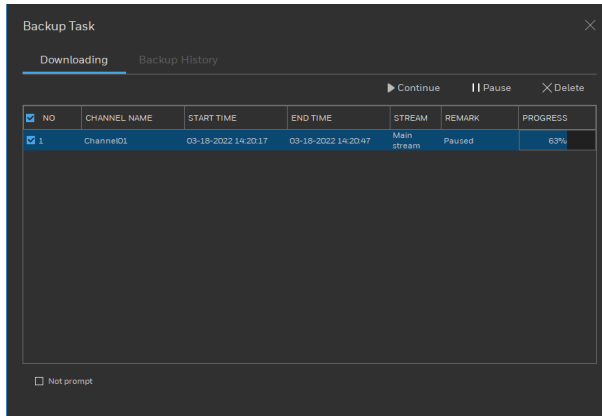 Backup Task
Downloading Backup History
Continue Pause Delete
NO CHANNEL NAME START TIME END TIME STREAM REMARK PROGRESS
1 Channel01 03-18-2022 14:20:17 03-18-2022 14:20:47 Main stream Paused 63%
Not prompt